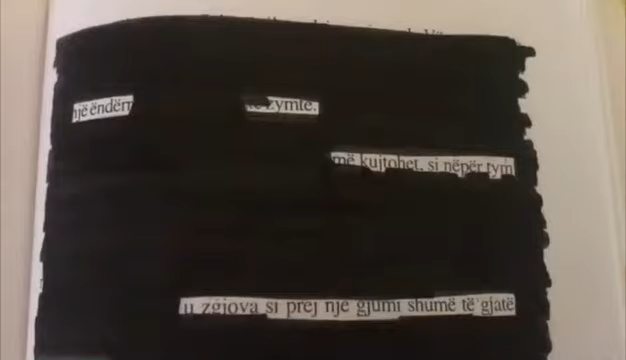 një ëndërr të zymtë.
më kujtohet, si nëpër tym
u zgjova si prej një gjumi shumë të gjatë